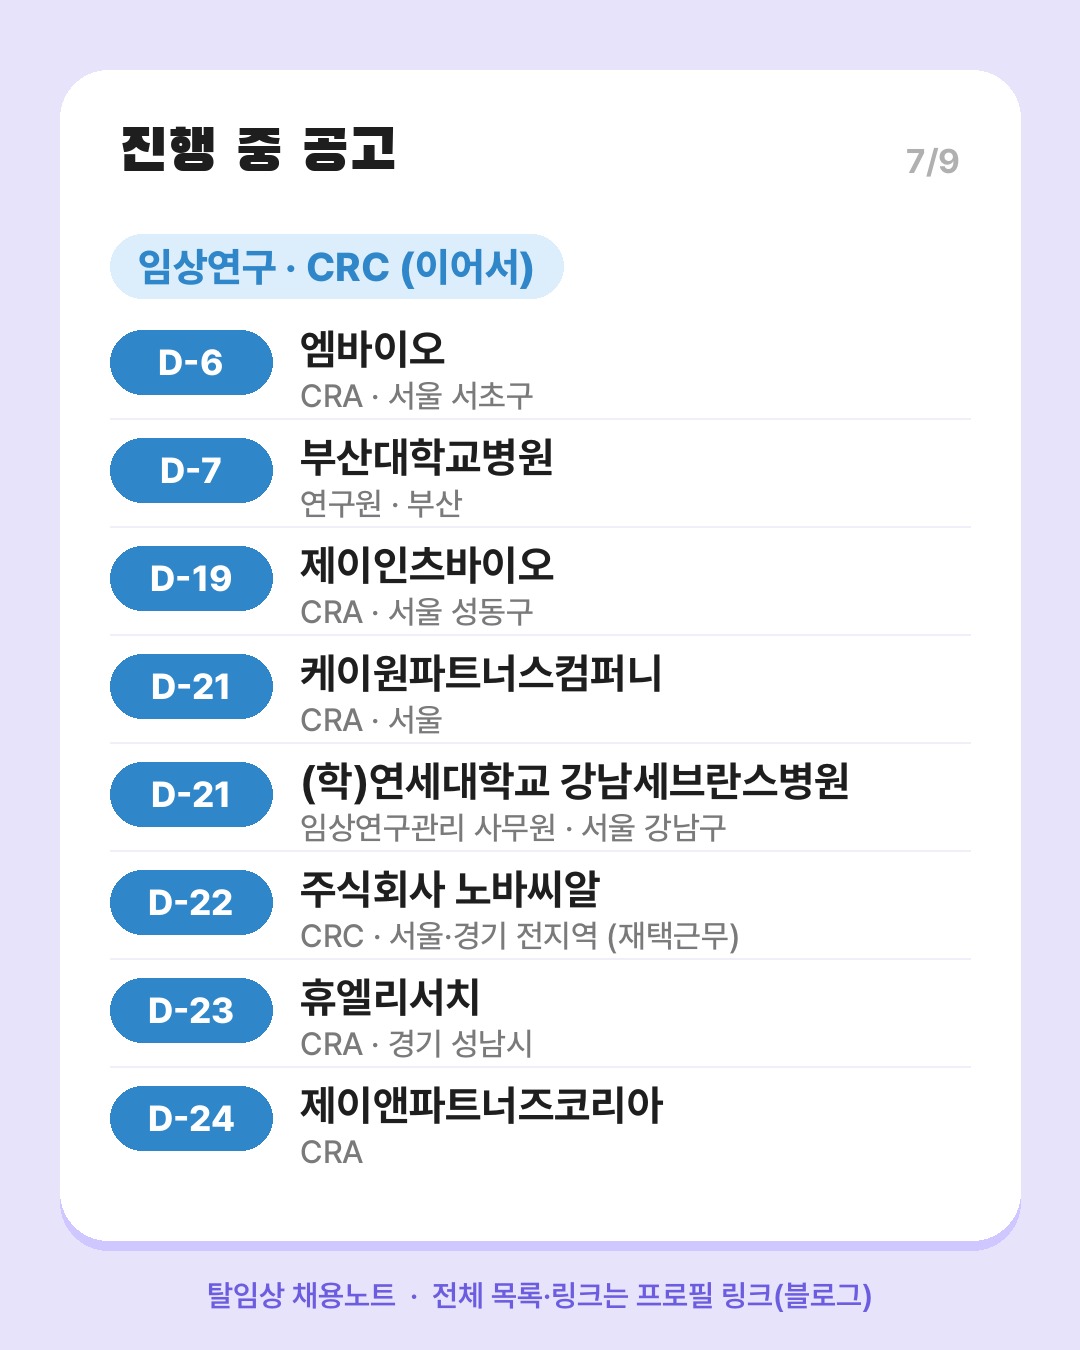 진행 중 공고
7/9
임상연구 · CRC (이어서)
D-6
엠바이오
CRA · 서울 서초구
D-7
부산대학교병원
연구원 · 부산
D-19
제이인츠바이오
CRA · 서울 성동구
D-21
케이원파트너스컴퍼니
CRA · 서울
D-21
(학)연세대학교 강남세브란스병원
임상연구관리 사무원 · 서울 강남구
D-22
주식회사 노바씨알
CRC · 서울·경기 전지역 (재택근무)
D-23
휴엘리서치
CRA · 경기 성남시
D-24
제이앤파트너즈코리아
CRA
탈임상 채용노트 · 전체 목록·링크는 프로필 링크(블로그)